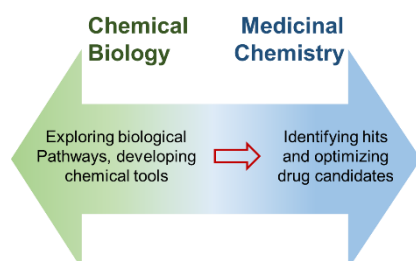 Chemical
Biology
Medicinal
Chemistry
Exploring biological
Pathways, developing
chemical tools
Identifying hits
and optimizing
drug candidates